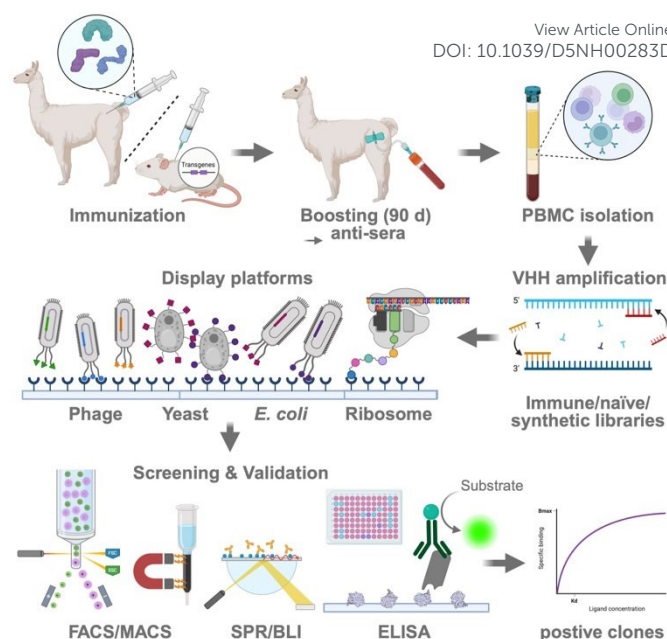 View Article Online
DOI: 10.1039/D5NH00283D
Transgenes
Immunization
Boosting (90 d)
→ anti-sera
PBMC isolation
Display platforms
VHH amplification
5'
3'
Phage
Yeast
E. coli
Ribosome
Immune/naïve/
synthetic libraries
Screening & Validation
FSC
SSC
Substrate
Bmax
Specific binding
Kd
Ligand concentration
FACS/MACS
SPR/BLI
ELISA
postive clones